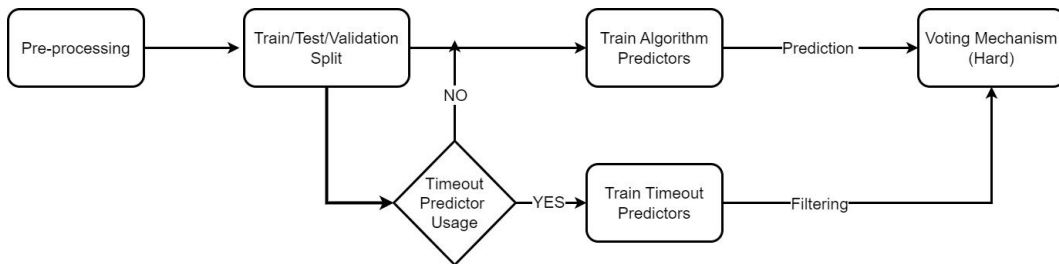 Pre-processing
Train/Test/Validation
Split
Train Algorithm
Predictors
Prediction
Voting Mechanism
(Hard)
NO
Timeout
Predictor
Usage
YES
Train Timeout
Predictors
Filtering